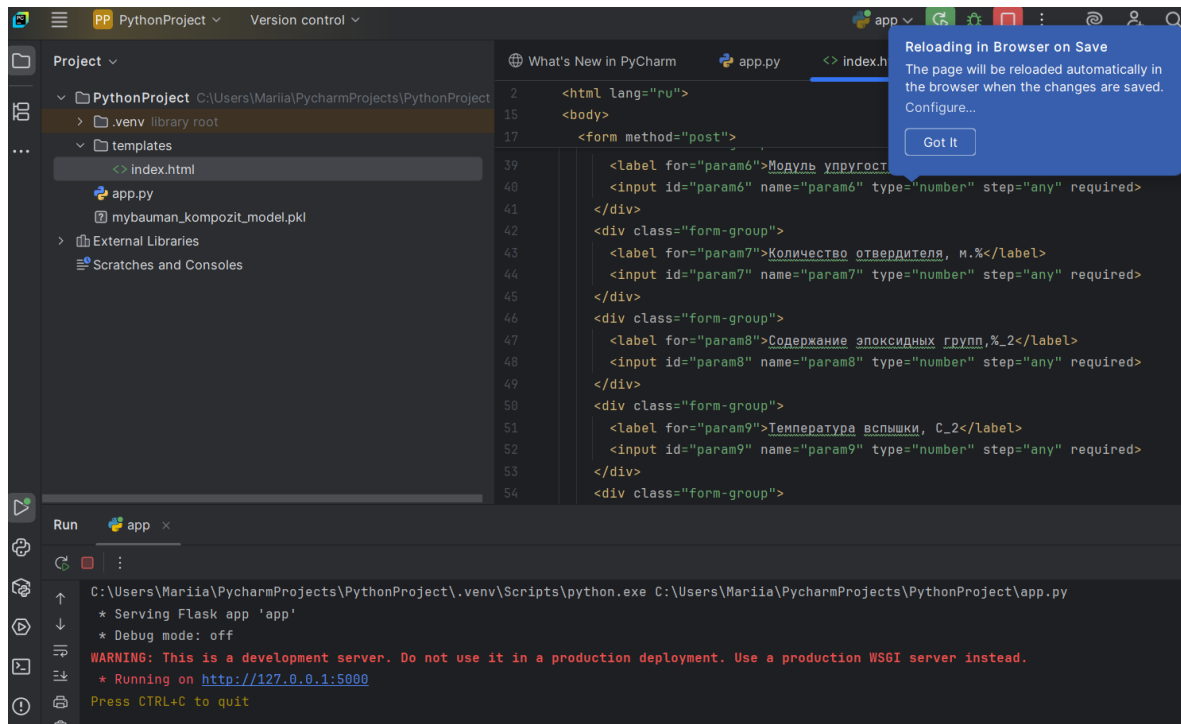 PP PythonProject Version control app
Project
PythonProject C:\Users\Mariia\PycharmProjects\PythonProject
.venv library root
templates
<> index.html
app.py
mybauman_kompozit_model.pkl
External Libraries
Scratches and Consoles
What's New in PyCharm app.py <> index.h
2 <html lang="ru">
15 <body>
17 <form method="post">
39 <label for="param6">Модуль упругост
40 <input id="param6" name="param6" type="number" step="any" required>
41 </div>
42 <div class="form-group">
43 <label for="param7">Количество отвердителя, м.%</label>
44 <input id="param7" name="param7" type="number" step="any" required>
45 </div>
46 <div class="form-group">
47 <label for="param8">Содержание эпоксидных групп,%_2</label>
48 <input id="param8" name="param8" type="number" step="any" required>
49 </div>
50 <div class="form-group">
51 <label for="param9">Температура вспышки, С_2</label>
52 <input id="param9" name="param9" type="number" step="any" required>
53 </div>
54 <div class="form-group">
Reloading in Browser on Save
The page will be reloaded automatically in
the browser when the changes are saved.
Configure...
Got It
Run app
C:\Users\Mariia\PycharmProjects\PythonProject\.venv\Scripts\python.exe C:\Users\Mariia\PycharmProjects\PythonProject\app.py
* Serving Flask app 'app'
* Debug mode: off
WARNING: This is a development server. Do not use it in a production deployment. Use a production WSGI server instead.
* Running on http://127.0.0.1:5000
Press CTRL+C to quit